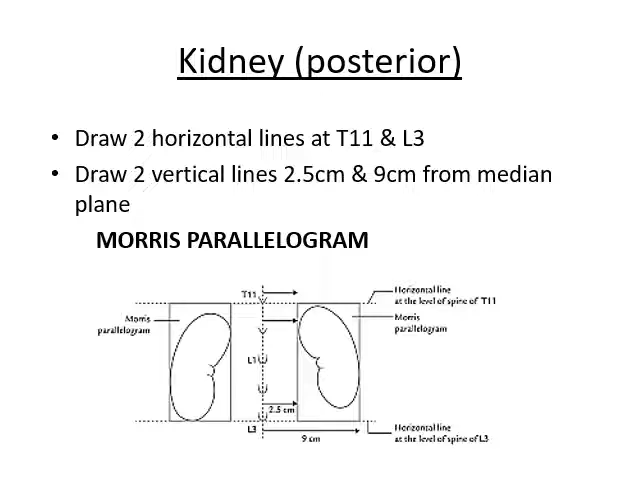 Kidney (posterior)
• Draw 2 horizontal lines at T11 & L3
• Draw 2 vertical lines 2.5cm & 9cm from median
plane
MORRIS PARALLELOGRAM
T11
Horizontal line
at the level of spine of T11
Morris
parallelogram
Morris
parallelogram
L1
2.5 cm
L3
9 cm
Horizontal line
at the level of spine of L3